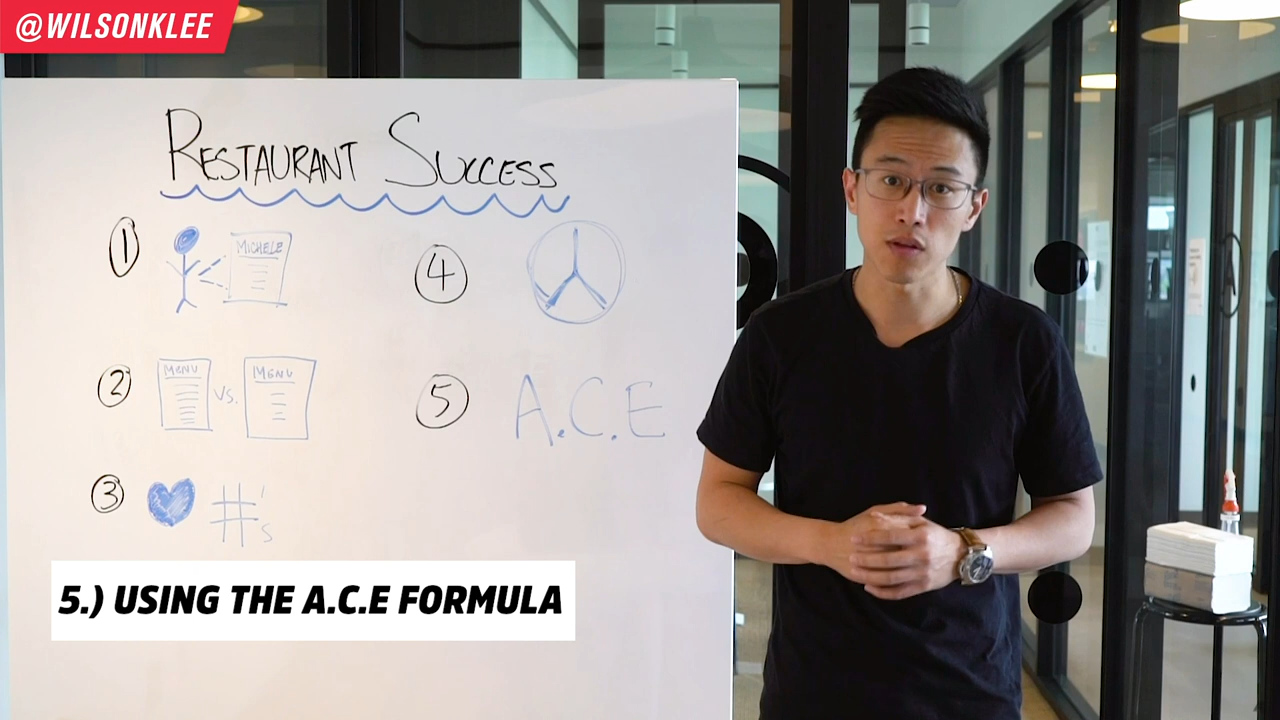 @WILSONKLEE
RESTAURANT SUCCESS
1
MICHELE
2
MENU
VS.
MENU
3
#'s
4
5
A.C.E
5.) USING THE A.C.E FORMULA